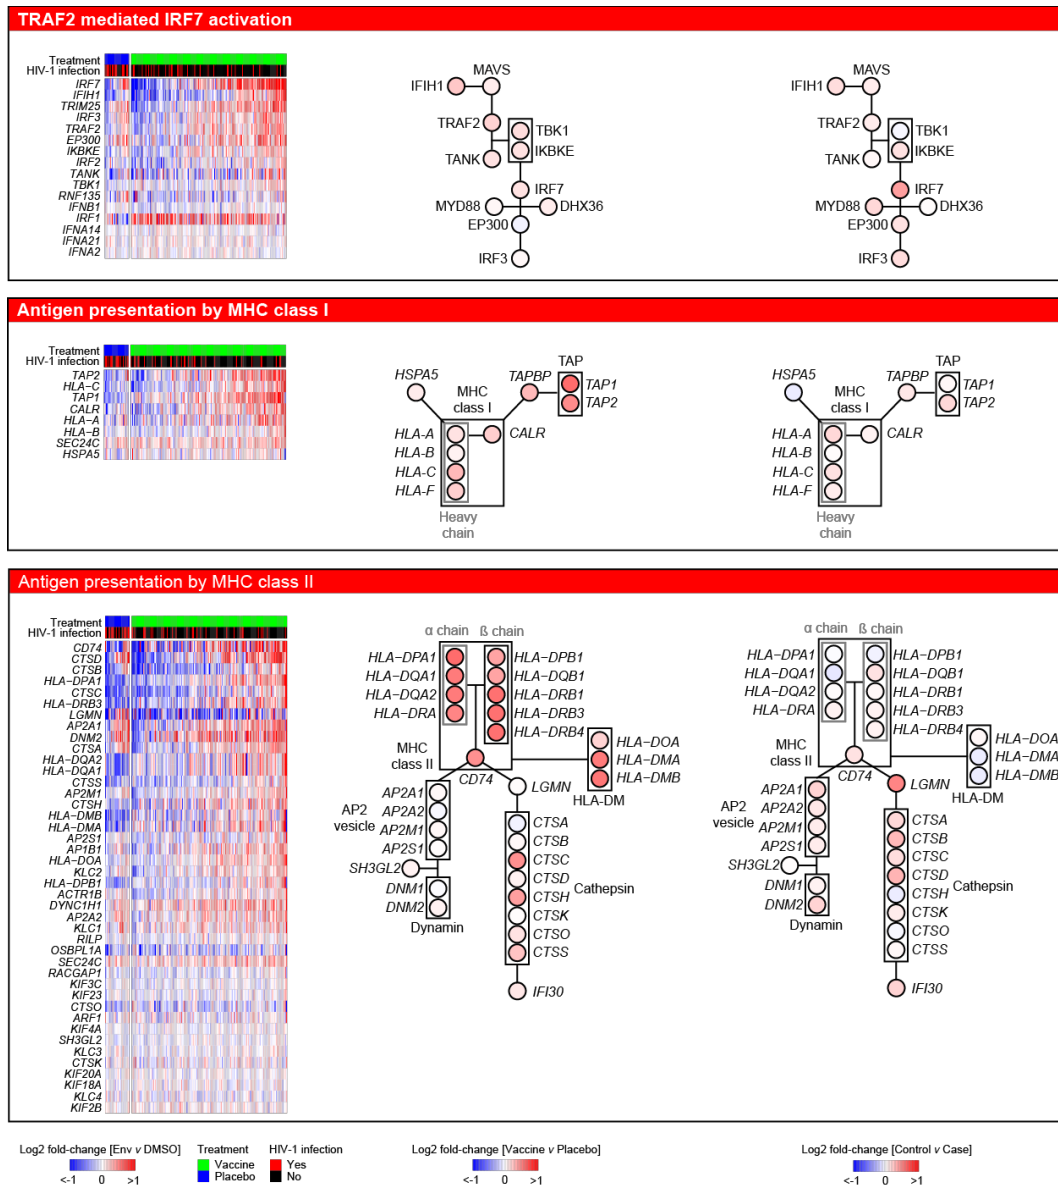 TRAF2 mediated IRF7 activation
Treatment
HIV-1 infection
IRF7
IFIH1
TRIM25
IRF3
TRAF2
EP300
IKBKE
IRF2
TANK
TBK1
RNF135
IFNB1
IRF1
IFNA14
IFNA21
IFNA2
MAVS
IFIH1
TRAF2
TBK1
TANK
IKBKE
IRF7
MYD88
DHX36
EP300
IRF3
MAVS
IFIH1
TRAF2
TBK1
TANK
IKBKE
IRF7
MYD88
DHX36
EP300
IRF3
Antigen presentation by MHC class I
Treatment
HIV-1 infection
TAP2
HLA−C
TAP1
CALR
HLA−A
HLA−B
SEC24C
HSPA5
HSPA5
MHC
class I
TAPBP
TAP
TAP1
TAP2
HLA-A
HLA-B
HLA-C
HLA-F
CALR
Heavy
chain
HSPA5
MHC
class I
TAPBP
TAP
TAP1
TAP2
HLA-A
HLA-B
HLA-C
HLA-F
CALR
Heavy
chain
Antigen presentation by MHC class II
Treatment
HIV-1 infection
CD74
CTSD
CTSB
HLA−DPA1
CTSC
HLA−DRB3
LGMN
AP2A1
DNM2
CTSA
HLA−DQA2
HLA−DQA1
CTSS
AP2M1
CTSH
HLA−DMB
HLA−DMA
AP2S1
AP1B1
HLA−DOA
KLC2
HLA−DPB1
ACTR1B
DYNC1H1
AP2A2
KLC1
RILP
OSBPL1A
SEC24C
RACGAP1
KIF3C
KIF23
CTSO
ARF1
KIF4A
SH3GL2
KLC3
CTSK
KIF20A
KIF18A
KLC4
KIF2B
α chain
ß chain
HLA−DPA1
HLA−DQA1
HLA−DQA2
HLA−DRA
HLA−DPB1
HLA−DQB1
HLA−DRB1
HLA−DRB3
HLA−DRB4
MHC
class II
CD74
HLA−DOA
HLA−DMA
HLA−DMB
HLA−DM
LGMN
AP2
vesicle
AP2A1
AP2A2
AP2M1
AP2S1
SH3GL2
DNM1
DNM2
Dynamin
CTSA
CTSB
CTSC
CTSD
CTSH
CTSK
CTSO
CTSS
Cathepsin
IFI30
α chain
ß chain
HLA−DPA1
HLA−DQA1
HLA−DQA2
HLA−DRA
HLA−DPB1
HLA−DQB1
HLA−DRB1
HLA−DRB3
HLA−DRB4
MHC
class II
CD74
HLA−DOA
HLA−DMA
HLA−DMB
HLA−DM
LGMN
AP2
vesicle
AP2A1
AP2A2
AP2M1
AP2S1
SH3GL2
DNM1
DNM2
Dynamin
CTSA
CTSB
CTSC
CTSD
CTSH
CTSK
CTSO
CTSS
Cathepsin
IFI30
Log2 fold-change [Env v DMSO]
<-1 0 >1
Treatment
Vaccine
Placebo
HIV-1 infection
Yes
No
Log2 fold-change [Vaccine v Placebo]
<-1 0 >1
Log2 fold-change [Control v Case]
<-1 0 >1